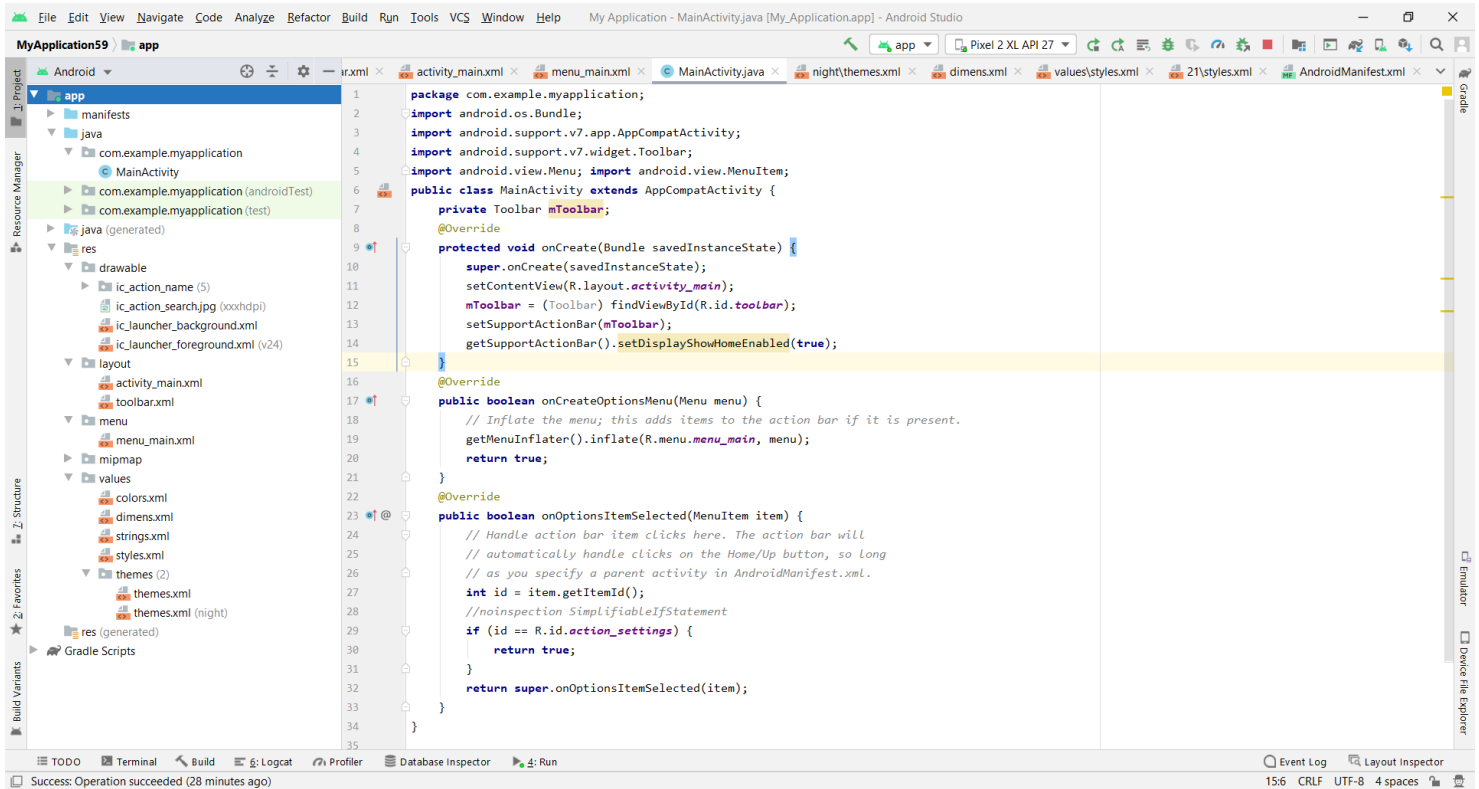 File Edit View Navigate Code Analyze Refactor Build Run Tools VCS Window Help My Application - MainActivity.java [My_Application.app] - Android Studio
MyApplication59 app
app Pixel 2 XL API 27
Android
r.xml activity_main.xml menu_main.xml MainActivity.java night\themes.xml dimens.xml values\styles.xml 21\styles.xml AndroidManifest.xml
1: Project
Resource Manager
Z: Structure
2: Favorites
Build Variants
app
manifests
java
com.example.myapplication
MainActivity
com.example.myapplication (androidTest)
com.example.myapplication (test)
java (generated)
res
drawable
ic_action_name (5)
ic_action_search.jpg (xxxhdpi)
ic_launcher_background.xml
ic_launcher_foreground.xml (v24)
layout
activity_main.xml
toolbar.xml
menu
menu_main.xml
mipmap
values
colors.xml
dimens.xml
strings.xml
styles.xml
themes (2)
themes.xml
themes.xml (night)
res (generated)
Gradle Scripts
1 package com.example.myapplication;
2 import android.os.Bundle;
3 import android.support.v7.app.AppCompatActivity;
4 import android.support.v7.widget.Toolbar;
5 import android.view.Menu; import android.view.MenuItem;
6 public class MainActivity extends AppCompatActivity {
7 private Toolbar mToolbar;
8 @Override
9 protected void onCreate(Bundle savedInstanceState) {
10 super.onCreate(savedInstanceState);
11 setContentView(R.layout.activity_main);
12 mToolbar = (Toolbar) findViewById(R.id.toolbar);
13 setSupportActionBar(mToolbar);
14 getSupportActionBar().setDisplayShowHomeEnabled(true);
15 }
16 @Override
17 public boolean onCreateOptionsMenu(Menu menu) {
18 // Inflate the menu; this adds items to the action bar if it is present.
19 getMenuInflater().inflate(R.menu.menu_main, menu);
20 return true;
21 }
22 @Override
23 @ public boolean onOptionsItemSelected(MenuItem item) {
24 // Handle action bar item clicks here. The action bar will
25 // automatically handle clicks on the Home/Up button, so long
26 // as you specify a parent activity in AndroidManifest.xml.
27 int id = item.getItemId();
28 //noinspection SimplifiableIfStatement
29 if (id == R.id.action_settings) {
30 return true;
31 }
32 return super.onOptionsItemSelected(item);
33 }
34 }
35
Gradle
Emulator
Device File Explorer
TODO Terminal Build 6: Logcat Profiler Database Inspector 4: Run Event Log Layout Inspector
Success: Operation succeeded (28 minutes ago) 15:6 CRLF UTF-8 4 spaces